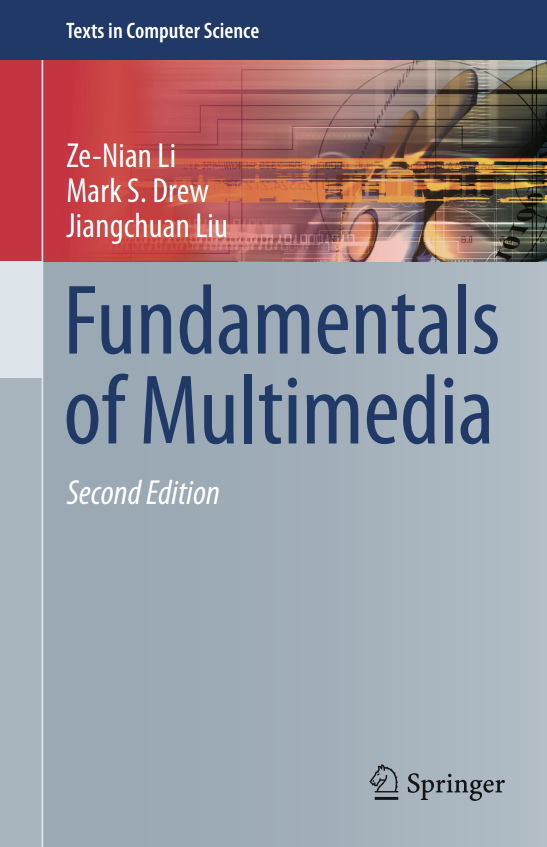 Texts in Computer Science
Ze-Nian Li
Mark S. Drew
Jiangchuan Liu
Fundamentals
of Multimedia
Second Edition
Springer